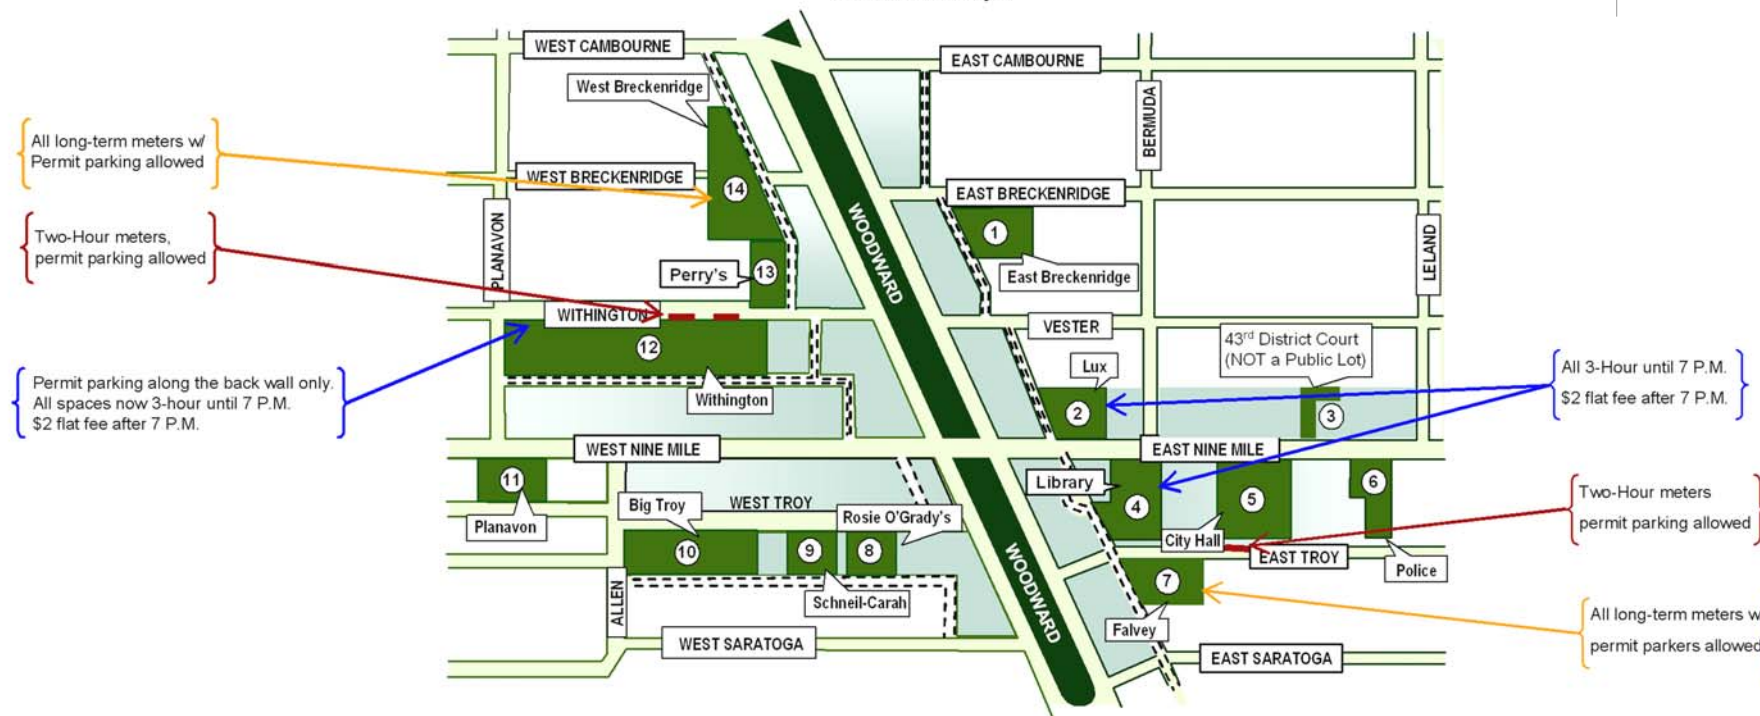 WEST CAMBOURNE
EAST CAMBOURNE
West Breckenridge
BERMUDA
All long-term meters w/
Permit parking allowed
WEST BRECKENRIDGE
14
EAST BRECKENRIDGE
WOODWARD
PLANAVON
LELAND
Two-Hour meters,
permit parking allowed
1
East Breckenridge
Perry's
13
WITHINGTON
VESTER
12
43rd District Court
(NOT a Public Lot)
Lux
All 3-Hour until 7 P.M.
$2 flat fee after 7 P.M.
Permit parking along the back wall only.
All spaces now 3-hour until 7 P.M.
$2 flat fee after 7 P.M.
Withington
2
3
WEST NINE MILE
EAST NINE MILE
11
Planavon
Library
4
5
6
Two-Hour meters
permit parking allowed
Big Troy
WEST TROY
Rosie O'Grady's
City Hall
10
9
8
EAST TROY
Police
7
Schneil-Carah
ALLEN
WOODWARD
Falvey
All long-term meters w
permit parkers allowed
WEST SARATOGA
EAST SARATOGA